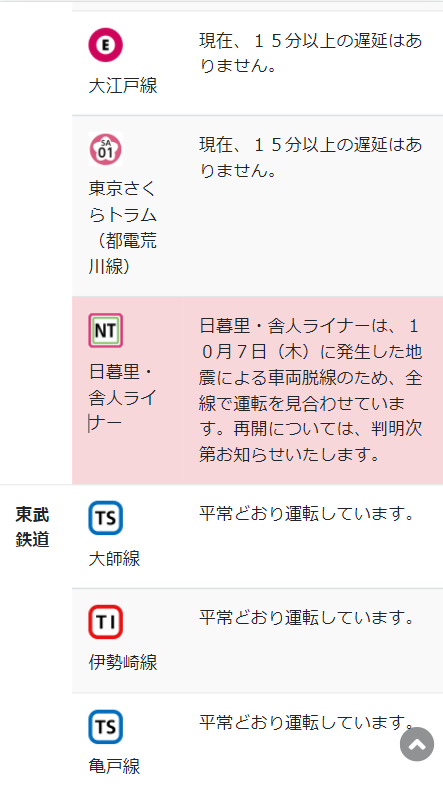 E
大江戸線
現在、１５分以上の遅延はあ
りません。
SA
01
東京さく
らトラム
（都電荒
川線）
現在、１５分以上の遅延はあ
りません。
NT
日暮里・
舎人ライ
ナー
日暮里・舎人ライナーは、１
０月７日（木）に発生した地
震による車両脱線のため、全
線で運転を見合わせていま
す。再開については、判明次
第お知らせいたします。
東武
鉄道
TS
大師線
平常どおり運転しています。
TI
伊勢崎線
平常どおり運転しています。
TS
亀戸線
平常どおり運転しています。